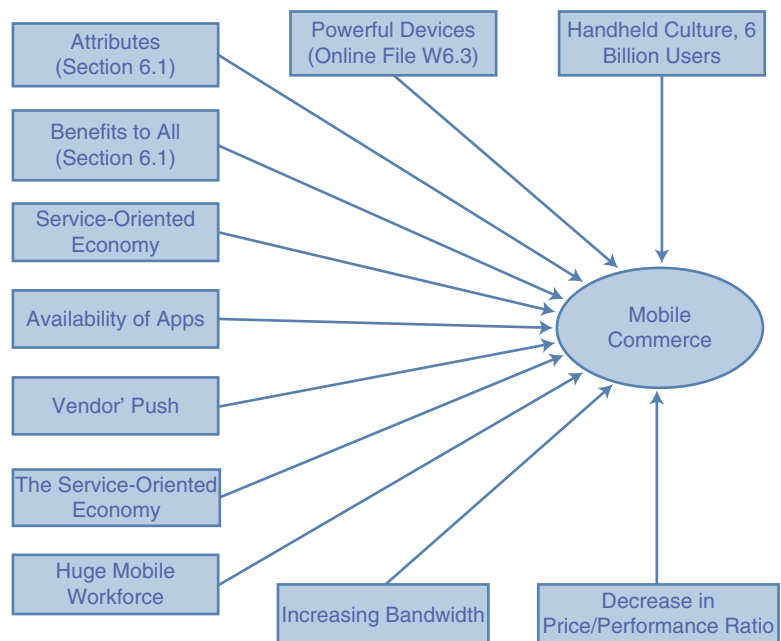 Attributes
(Section 6.1)
Powerful Devices
(Online File W6.3)
Handheld Culture, 6
Billion Users
Benefits to All
(Section 6.1)
Service-Oriented
Economy
Availability of Apps
Mobile
Commerce
Vendor’ Push
The Service-Oriented
Economy
Huge Mobile
Workforce
Increasing Bandwidth
Decrease in
Price/Performance Ratio